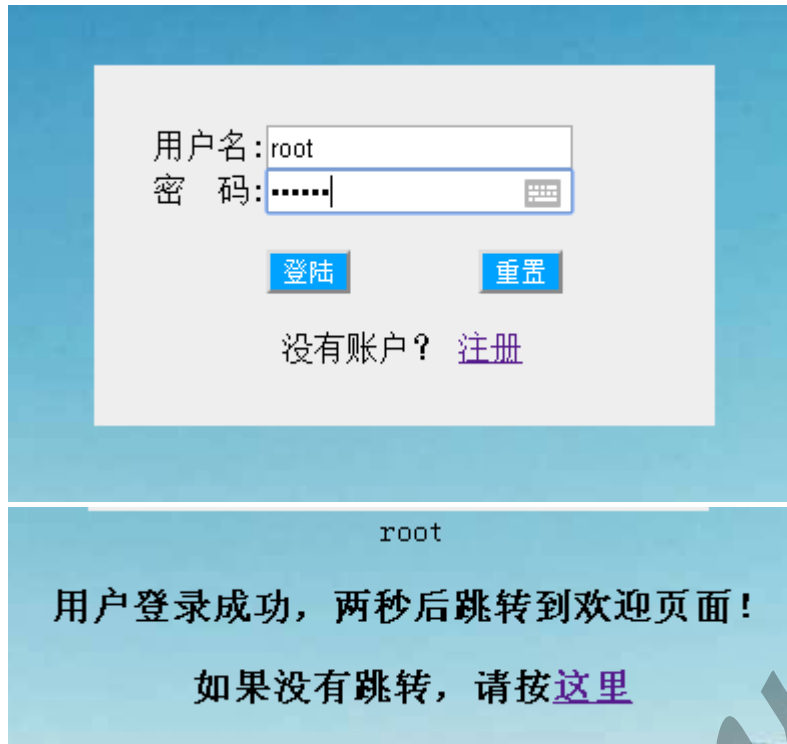 用户名:root
密 码:••••••
登陆 重置
没有账户? 注册
root
用户登录成功，两秒后跳转到欢迎页面！
如果没有跳转，请按这里